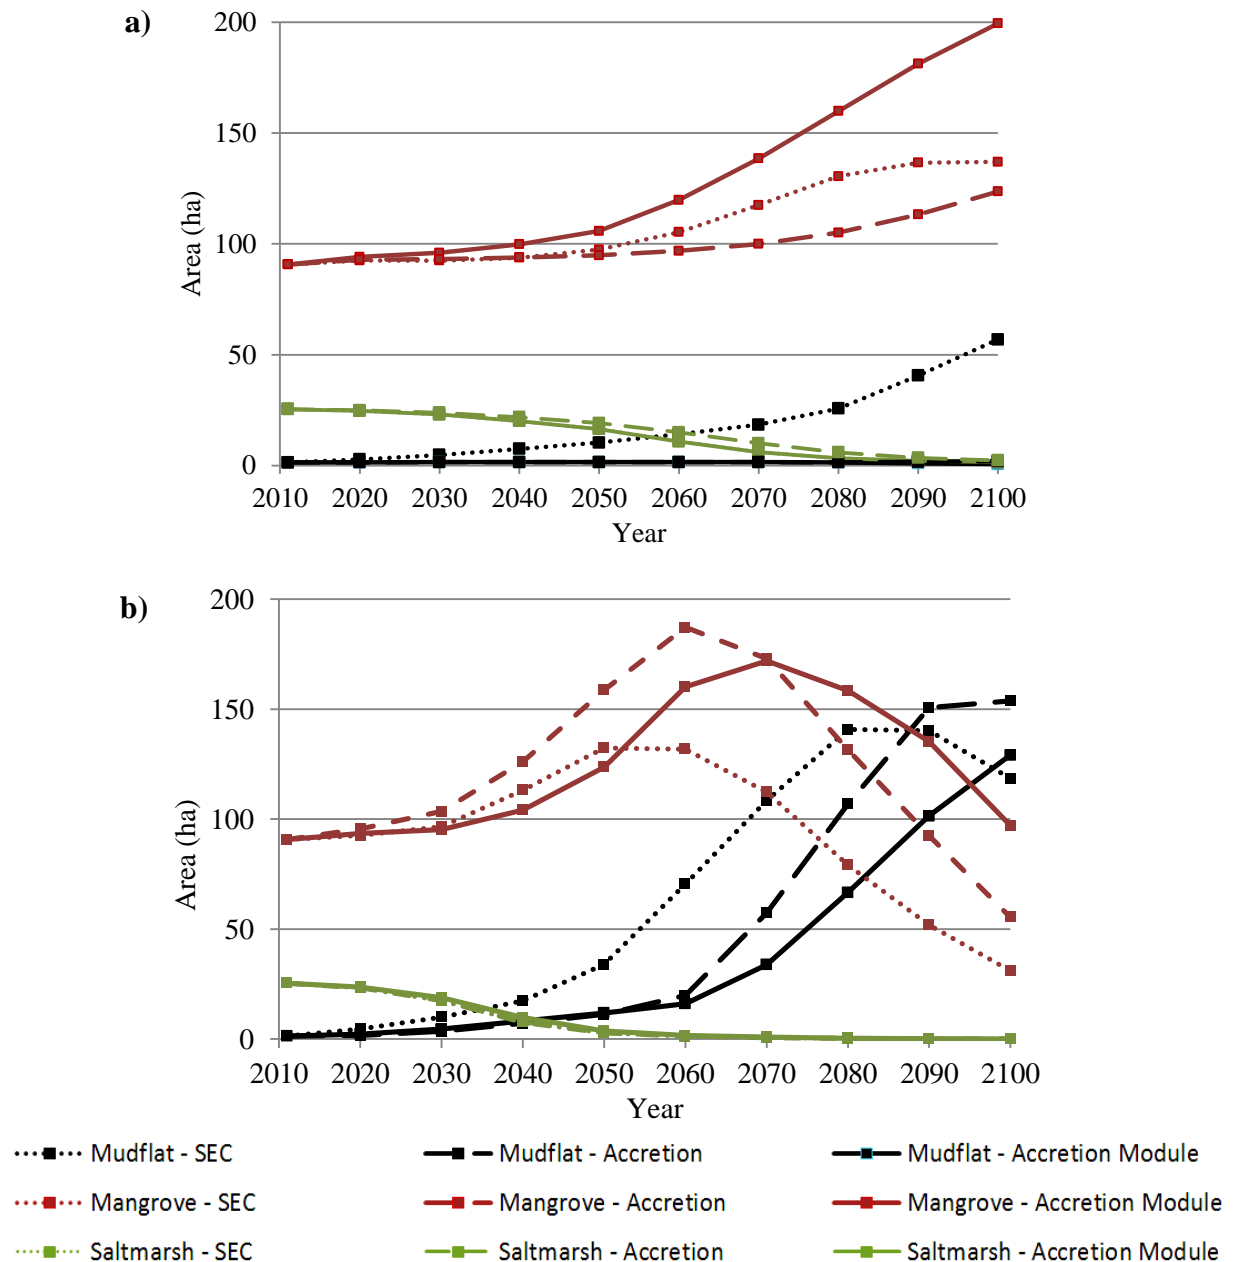 a)
200
150
100
50
0
Area (ha)
2010 2020 2030 2040 2050 2060 2070 2080 2090 2100
Year
b)
200
150
100
50
0
Area (ha)
2010 2020 2030 2040 2050 2060 2070 2080 2090 2100
Year
Mudflat - SEC Mudflat - Accretion Mudflat - Accretion Module
Mangrove - SEC Mangrove - Accretion Mangrove - Accretion Module
Saltmarsh - SEC Saltmarsh - Accretion Saltmarsh - Accretion Module